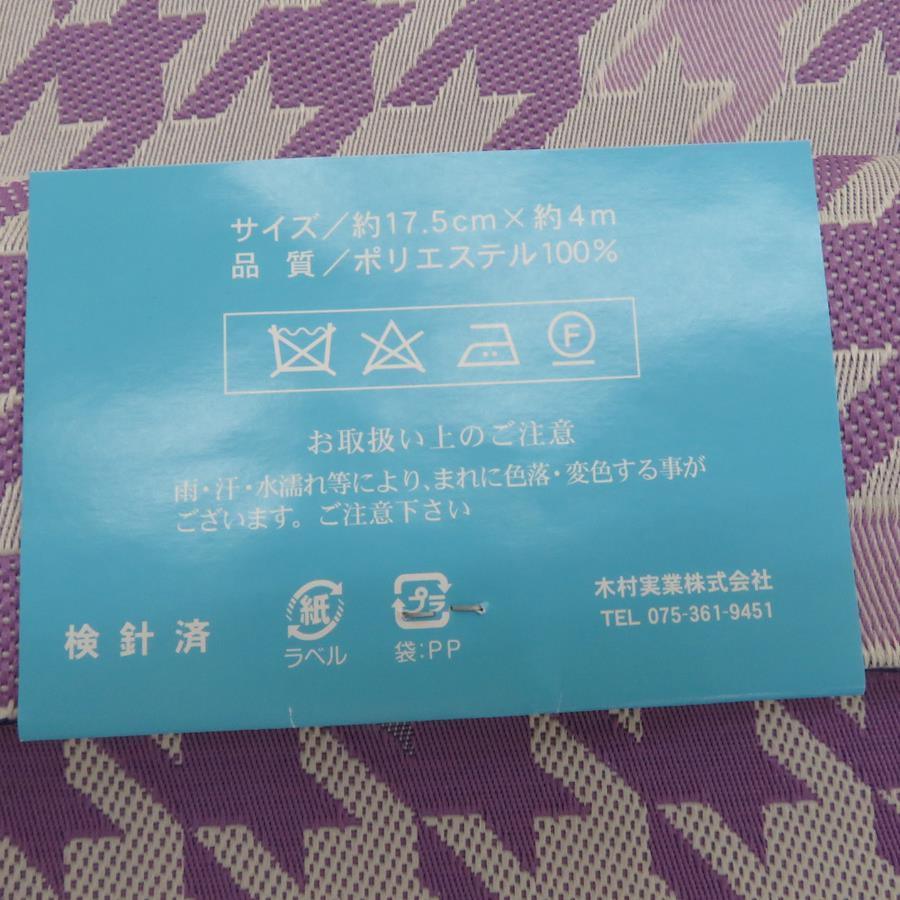 サイズ／約17.5cm×約4m
品 質／ポリエステル100％
F
お取扱い上のご注意
雨・汗・水濡れ等により、まれに色落・変色する事が
ございます。ご注意下さい
検針済
紙
ラベル
プラ
袋:PP
木村実業株式会社
TEL 075-361-9451